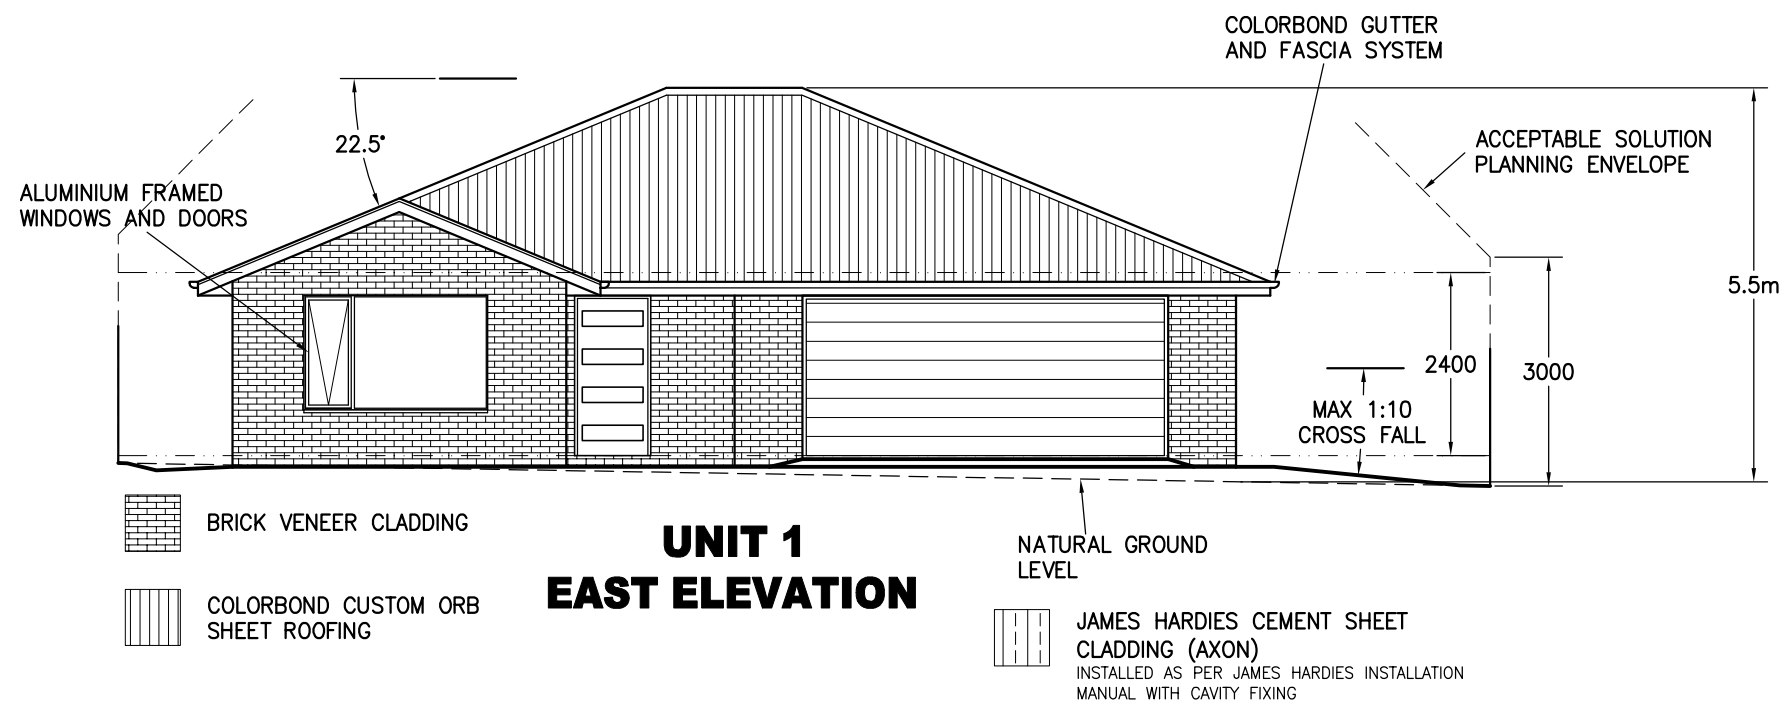 COLORBOND GUTTER
AND FASCIA SYSTEM
22.5°
ACCEPTABLE SOLUTION
PLANNING ENVELOPE
ALUMINIUM FRAMED
WINDOWS AND DOORS
5.5m
2400
3000
MAX 1:10
CROSS FALL
BRICK VENEER CLADDING
UNIT 1
EAST ELEVATION
NATURAL GROUND
LEVEL
COLORBOND CUSTOM ORB
SHEET ROOFING
JAMES HARDIES CEMENT SHEET
CLADDING (AXON)
INSTALLED AS PER JAMES HARDIES INSTALLATION
MANUAL WITH CAVITY FIXING